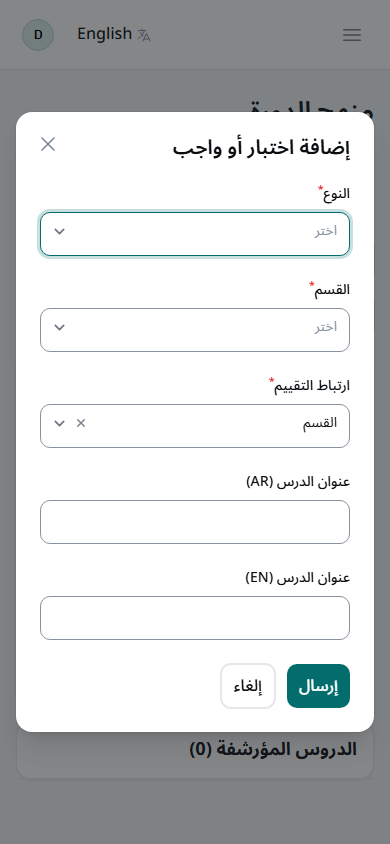 D English
منهج الدورة
إضافة اختبار أو واجب
النوع*
اختر
القسم*
اختر
ارتباط التقييم*
القسم
عنوان الدرس (AR)
عنوان الدرس (EN)
إرسال
إلغاء
الدروس المؤرشفة (0)